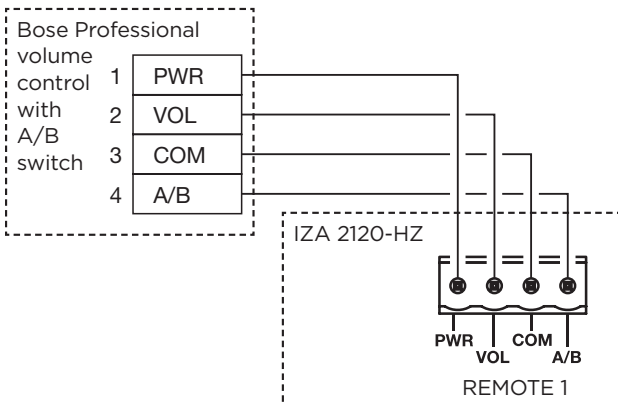 Bose Professional
volume
control
with
A/B
switch
1 PWR
2 VOL
3 COM
4 A/B
IZA 2120-HZ
PWR
VOL
COM
A/B
REMOTE 1